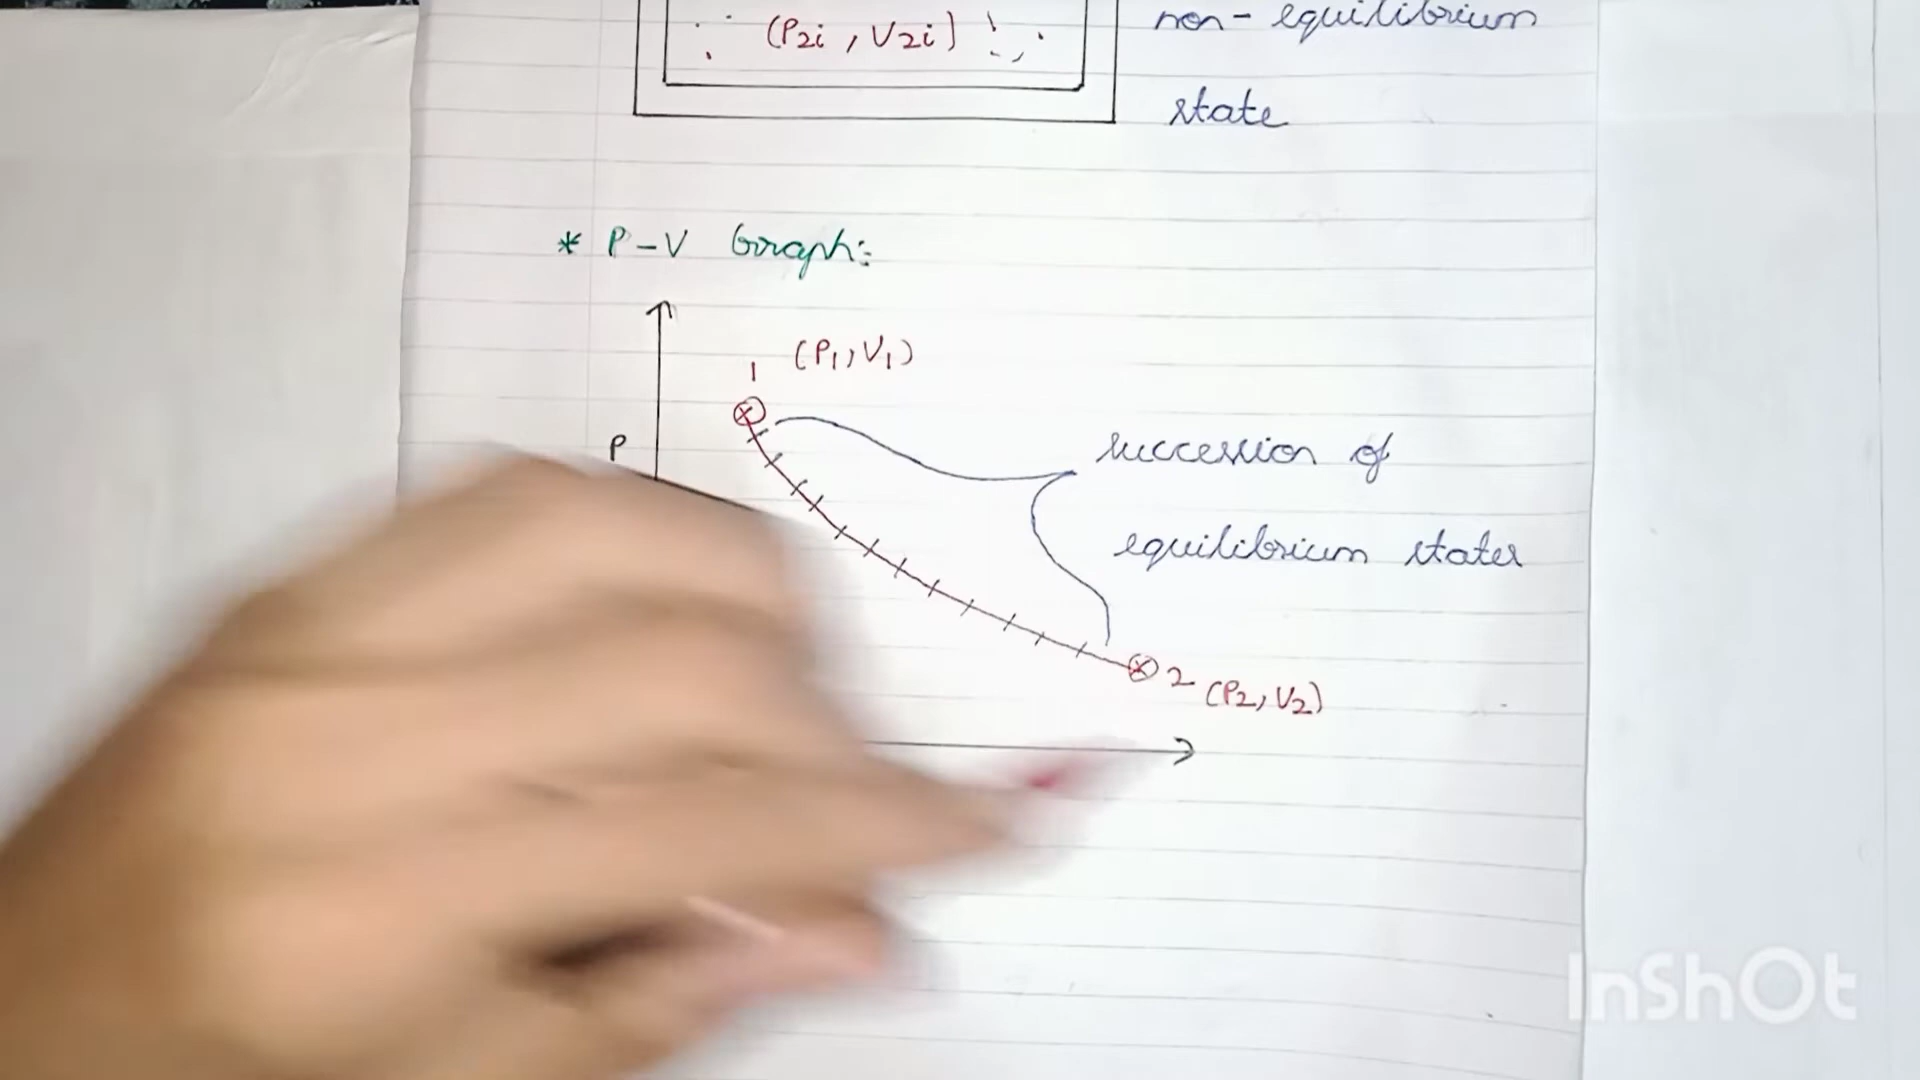 (P2i, V2i)
non-equilibrium
state
* P-V Graph:
1 (P1, V1)
P
succession of
equilibrium states
2 (P2, V2)
InShOt